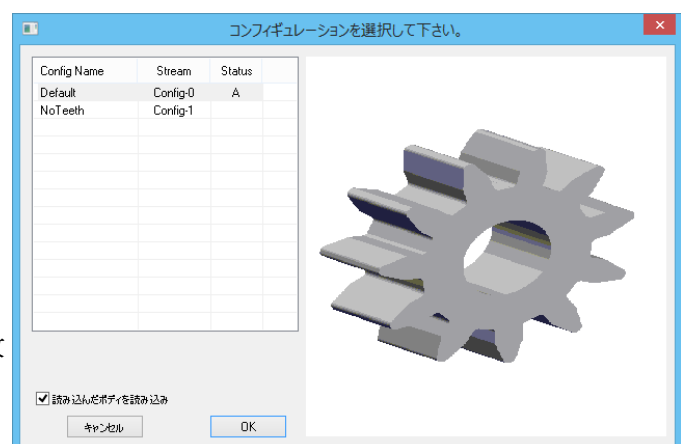 コンフィギュレーションを選択して下さい。
Config Name Stream Status
Default Config-0 A
NoTeeth Config-1
て
読み込んだボディを読み込み
キャンセル OK